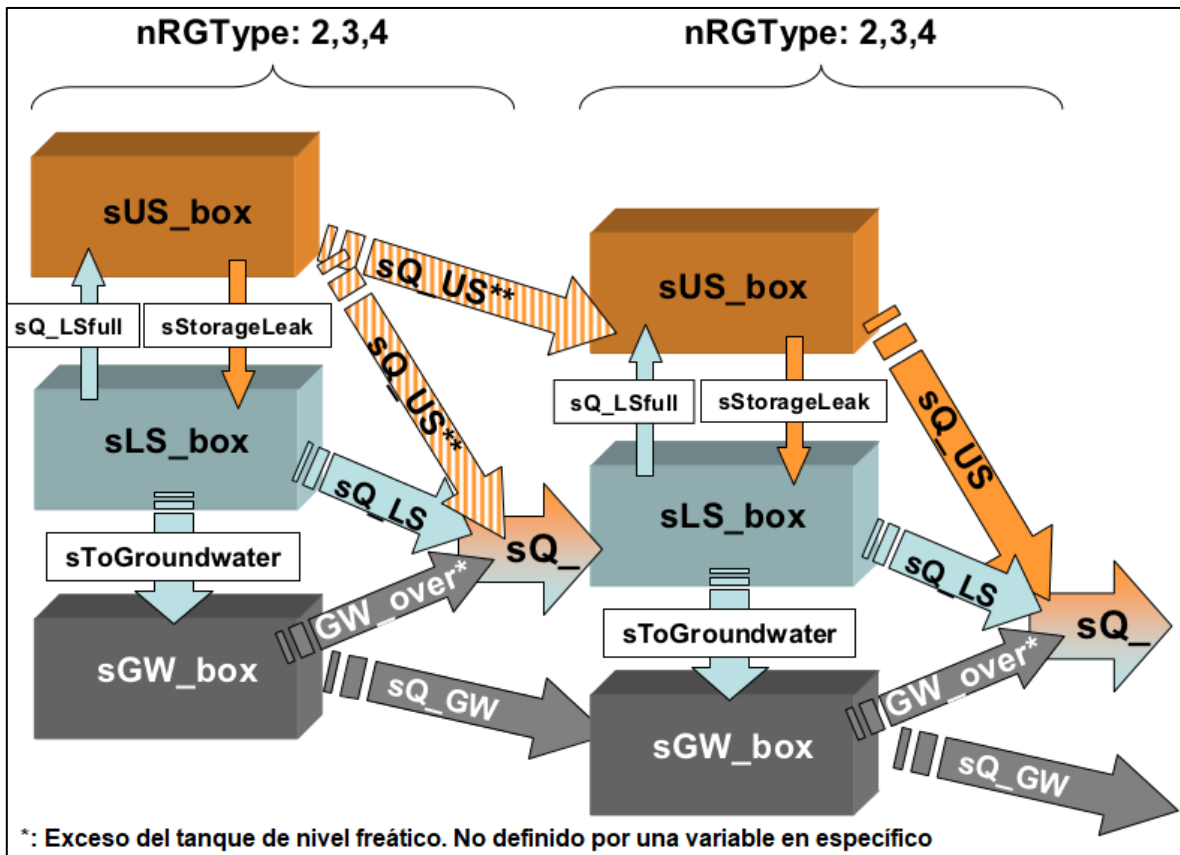 nRGType: 2,3,4
nRGType: 2,3,4
sUS_box
sQ_US**
sUS_box
sQ_LSfull
sStorageLeak
sQ_US**
sQ_LSfull
sStorageLeak
sQ_US
sLS_box
sQ_LS
sLS_box
sQ_
sToGroundwater
sQ_LS
GW_over*
sToGroundwater
sQ_
sGW_box
sQ_GW
GW_over*
sGW_box
sQ_GW
*: Exceso del tanque de nivel freático. No definido por una variable en específico